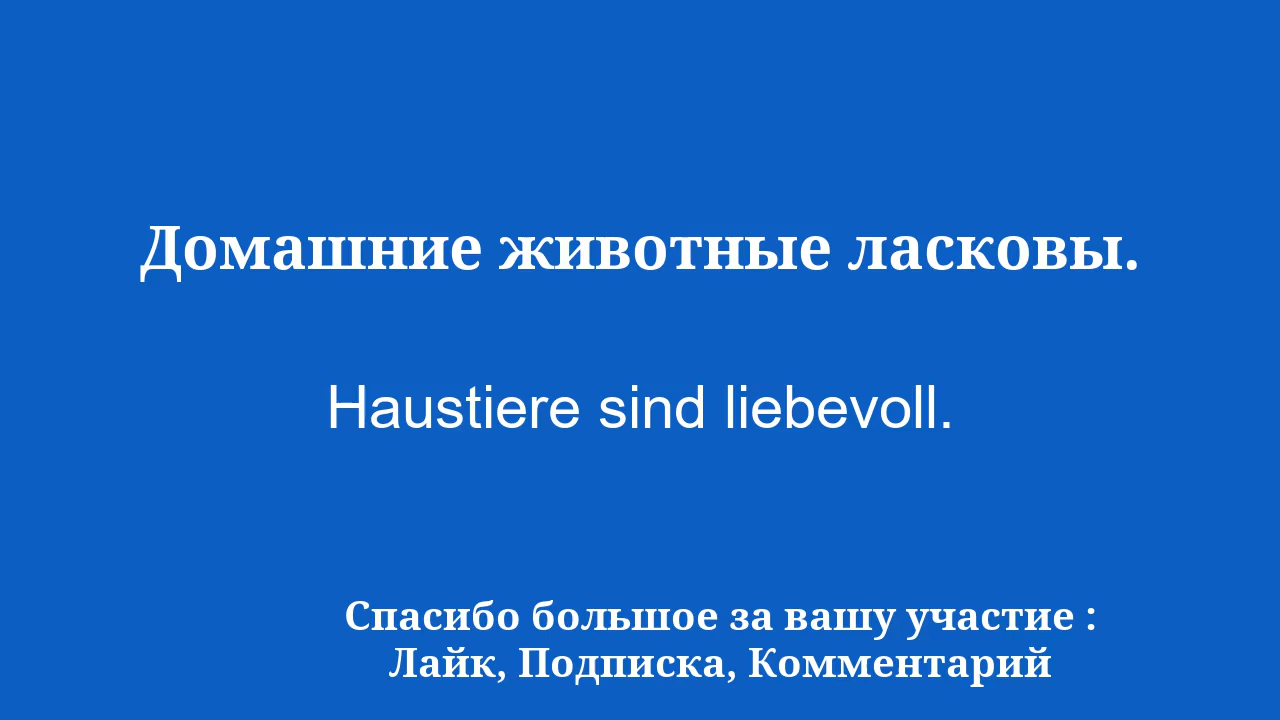 Домашние животные ласковы.
Haustiere sind liebevoll.
Спасибо большое за вашу участие :
Лайк, Подписка, Комментарий